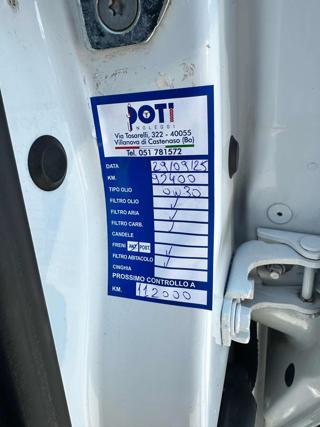 POTI
NOLEGGI
Via Tosarelli, 322 - 40055
Villanova di Castenaso (Bo)
Tel. 051 781572
DATA 29/09/25
KM. 92400
TIPO OLIO 0W30
FILTRO OLIO ✓
FILTRO ARIA ✓
FILTRO CARB. ✓
CANDELE
FRENI ANT POST. ✓
FILTRO ABITACOLO ✓
CINGHIA
PROSSIMO CONTROLLO A
KM. 112000